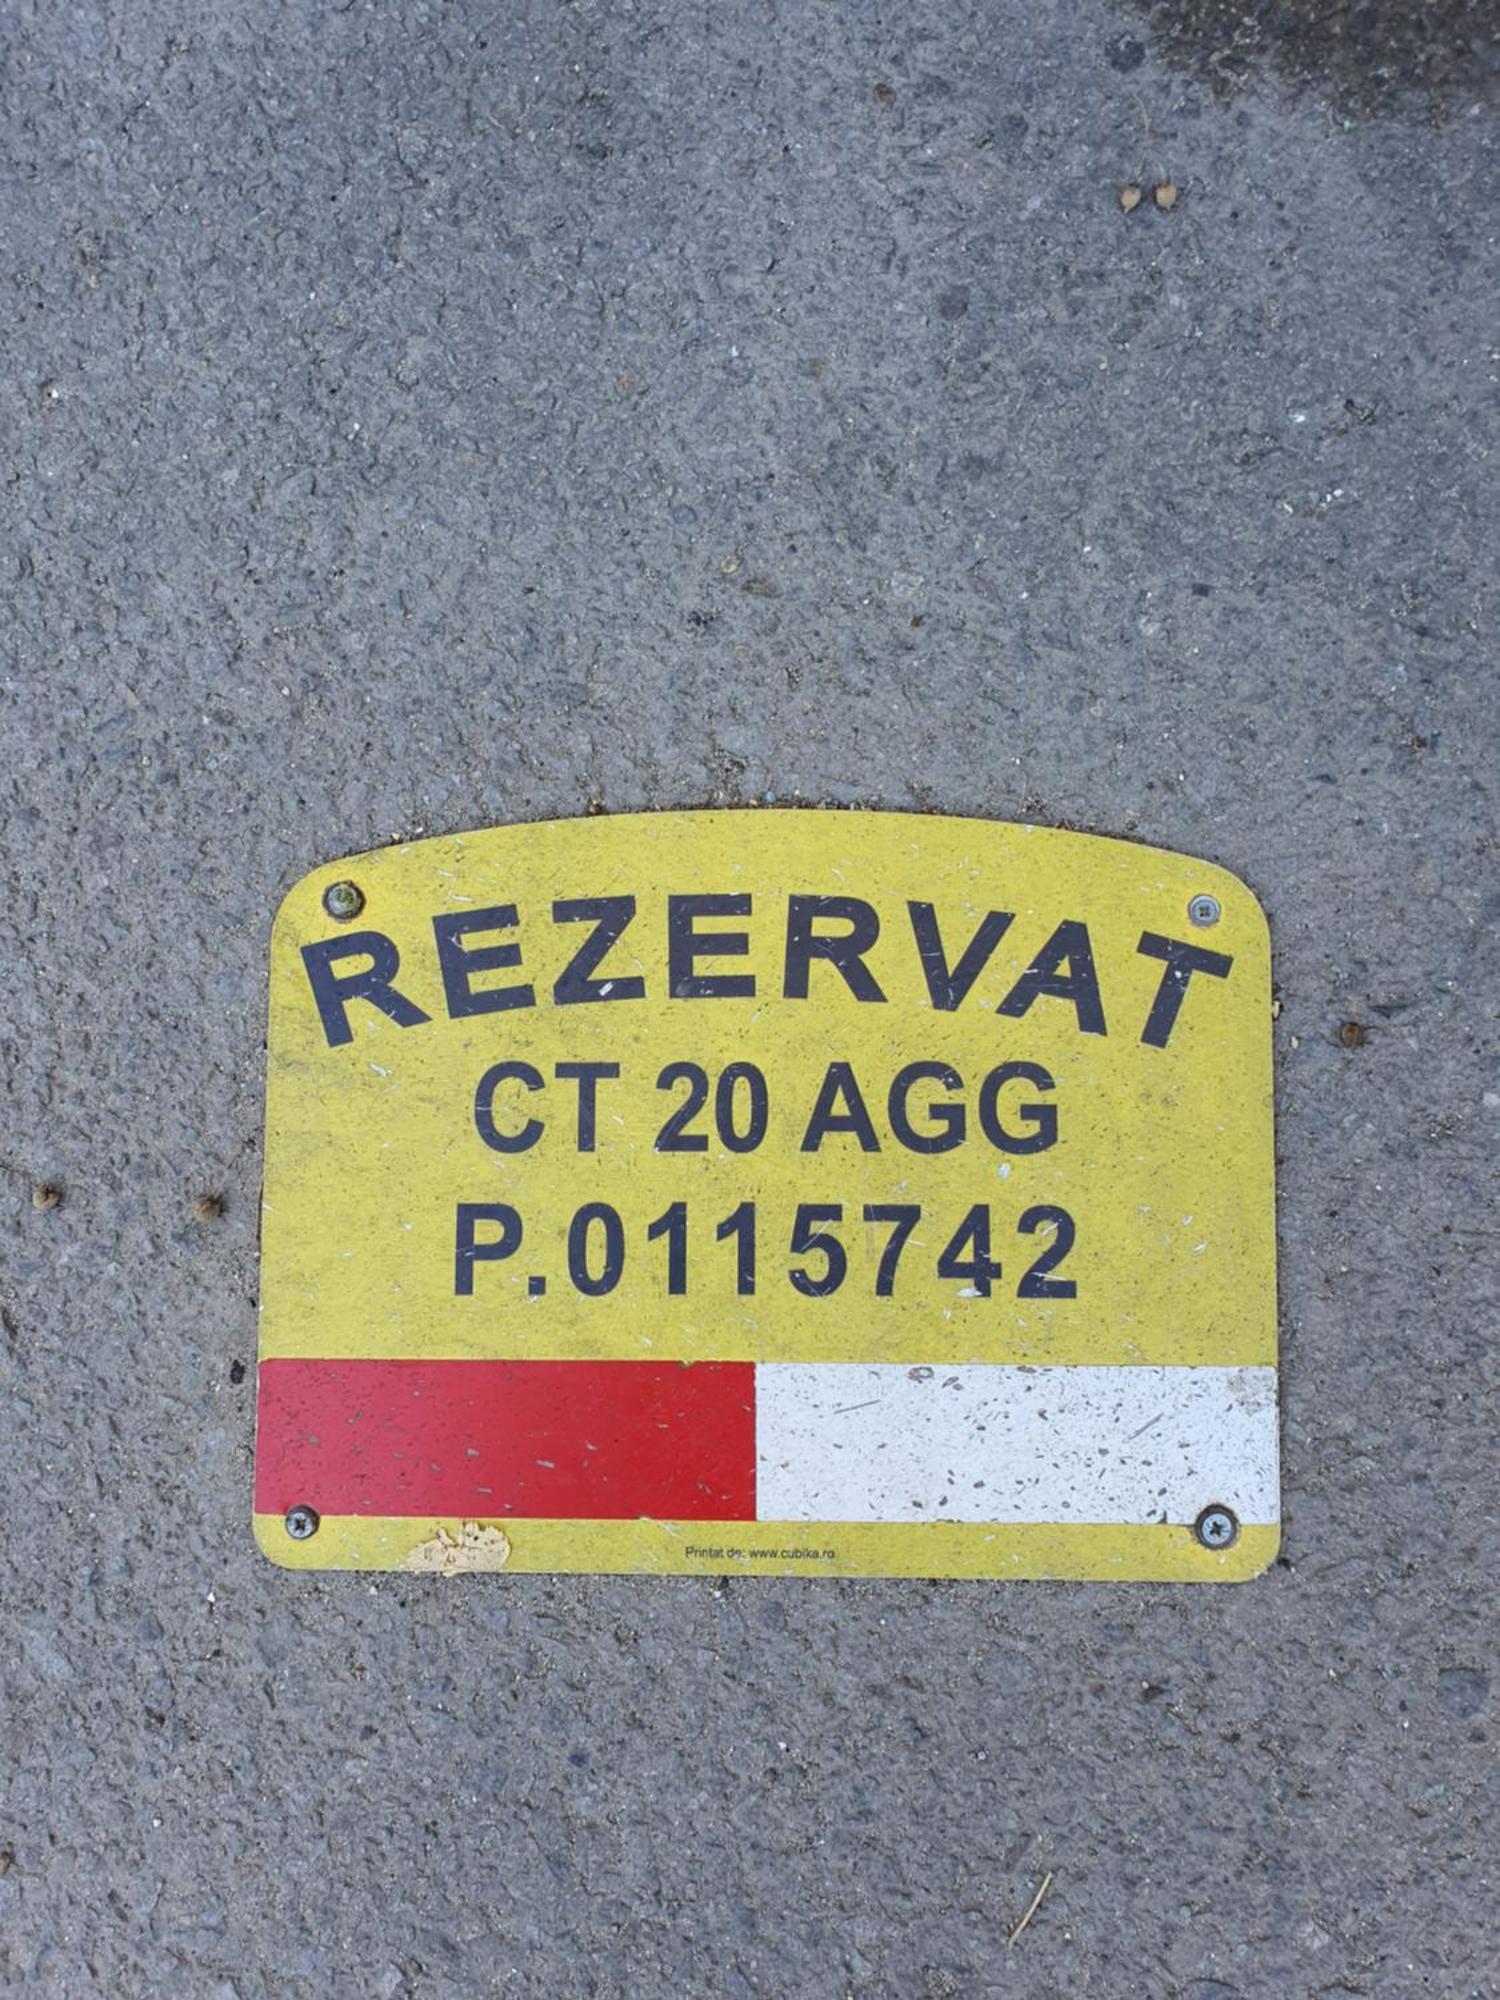 REZERVAT
CT 20 AGG
P.0115742
Printat de: www.cubika.ro